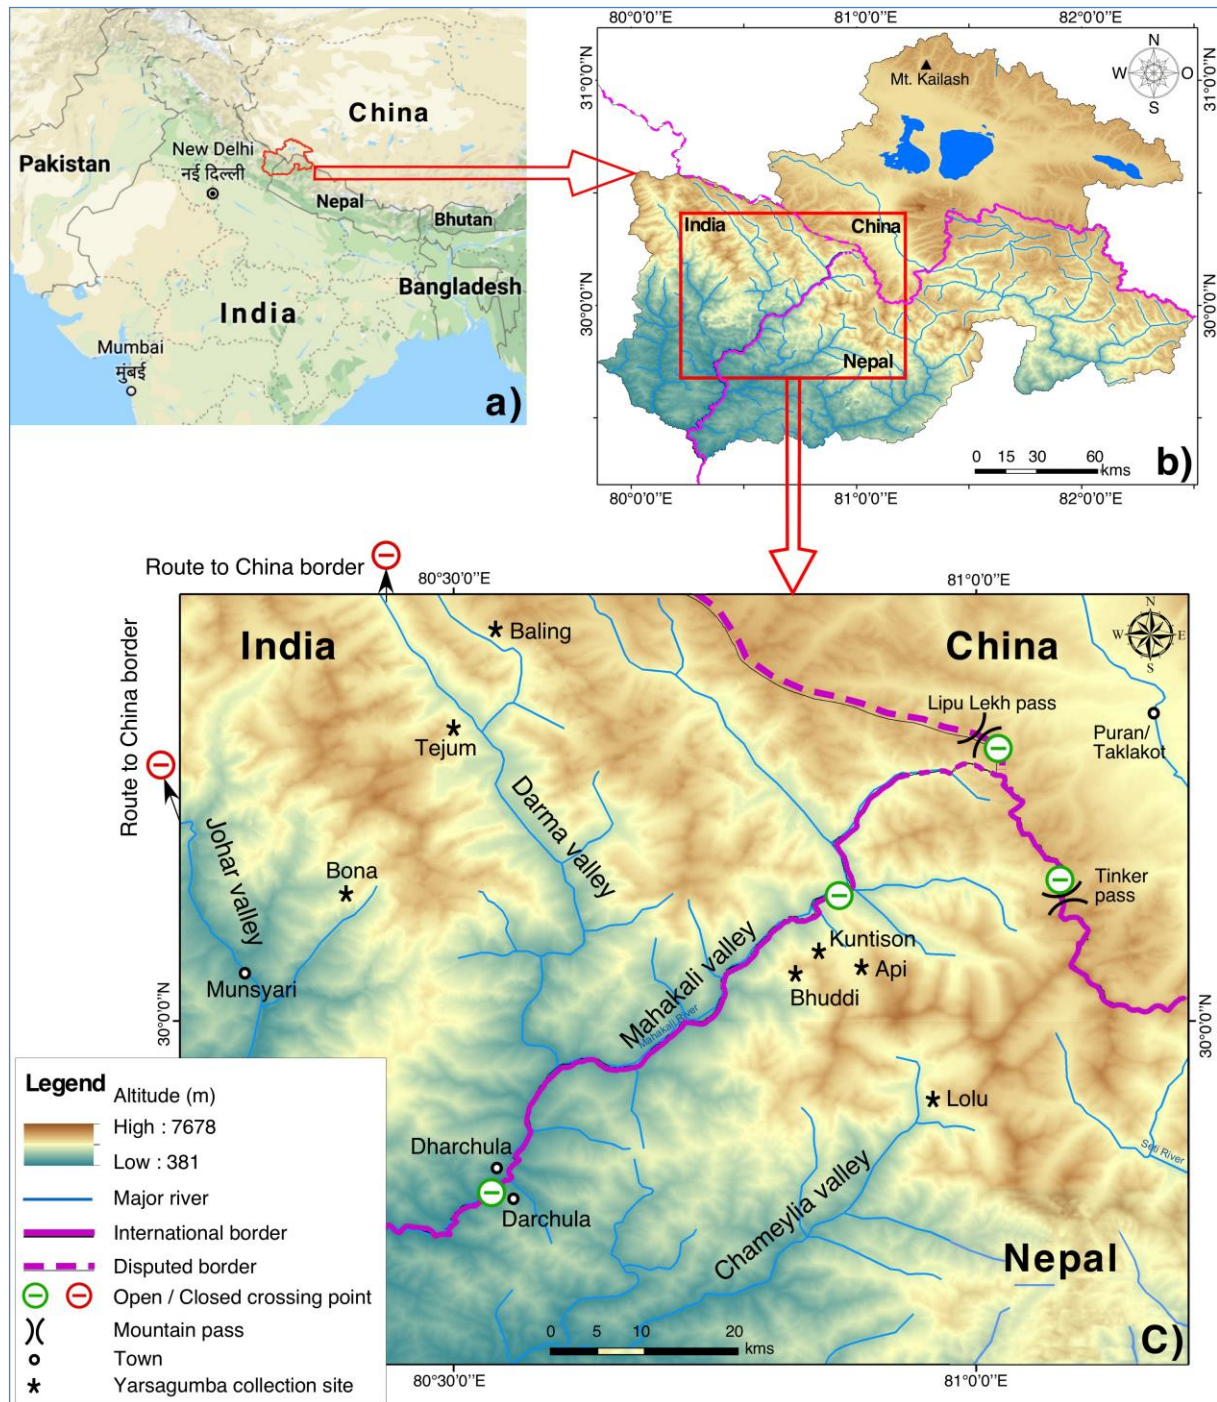 China
Pakistan
New Delhi
नई दिल्ली
Nepal
Bhutan
Bangladesh
India
Mumbai
मुंबई
a)
80°0'0''E
81°0'0''E
82°0'0''E
31°0'0''N
31°0'0''N
30°0'0''N
30°0'0''N
Mt. Kailash
N
W
O
S
India
China
Nepal
0 15 30 60
kms
b)
80°0'0''E
81°0'0''E
82°0'0''E
Route to China border
80°30'0''E
81°0'0''E
Route to China border
India
Baling
China
N
W
E
S
Lipu Lekh pass
Puran/
Taklakot
Tejum
Darma valley
Johar valley
Bona
Tinker
pass
Munsyari
Mahakali valley
Mahakali River
Kuntison
Api
Bhuddi
30°0'0''N
30°0'0''N
Lolu
Seti River
Dharchula
Darchula
Chameylia valley
Nepal
0 5 10 20
kms
C)
80°30'0''E
81°0'0''E
Legend
Altitude (m)
High : 7678
Low : 381
Major river
International border
Disputed border
Open / Closed crossing point
Mountain pass
Town
Yarsagumba collection site